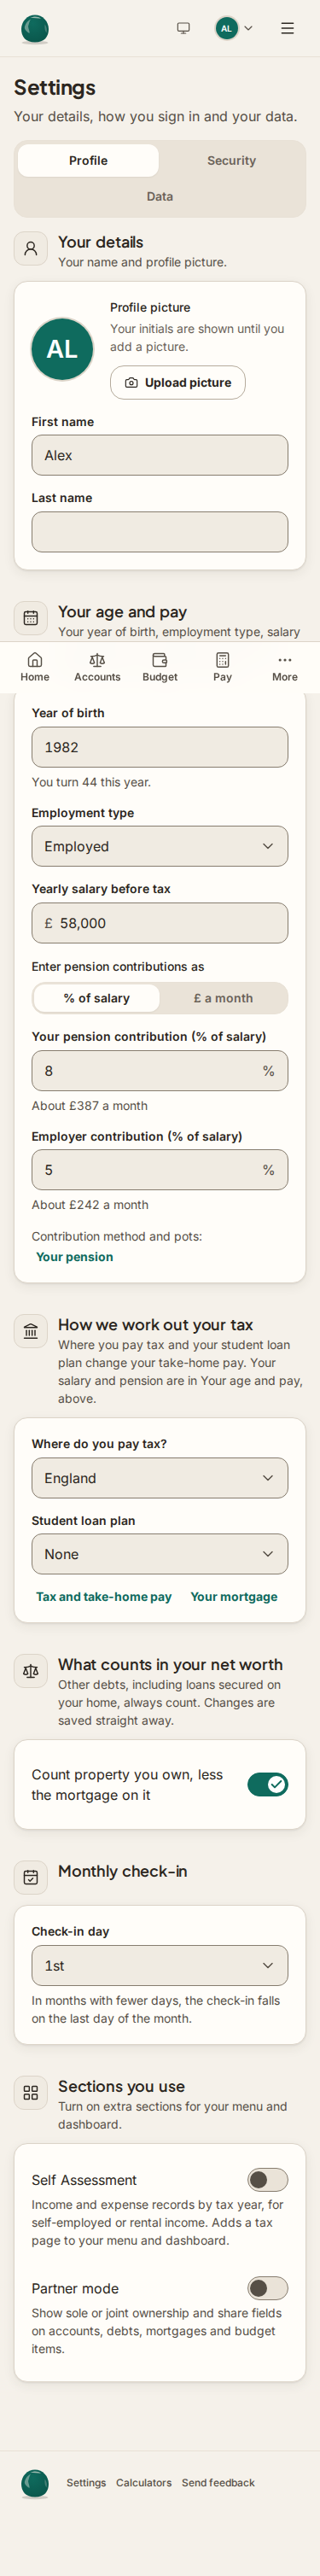 AL
Settings
Your details, how you sign in and your data.
Profile
Security
Data
Your details
Your name and profile picture.
AL
Profile picture
Your initials are shown until you
add a picture.
Upload picture
First name
Alex
Last name
Your age and pay
Your year of birth, employment type, salary
Home
Accounts
Budget
Pay
More
Year of birth
1982
You turn 44 this year.
Employment type
Employed
Yearly salary before tax
£ 58,000
Enter pension contributions as
% of salary
£ a month
Your pension contribution (% of salary)
8 %
About £387 a month
Employer contribution (% of salary)
5 %
About £242 a month
Contribution method and pots:
Your pension
How we work out your tax
Where you pay tax and your student loan
plan change your take-home pay. Your
salary and pension are in Your age and pay,
above.
Where do you pay tax?
England
Student loan plan
None
Tax and take-home pay
Your mortgage
What counts in your net worth
Other debts, including loans secured on
your home, always count. Changes are
saved straight away.
Count property you own, less
the mortgage on it
Monthly check-in
Check-in day
1st
In months with fewer days, the check-in falls
on the last day of the month.
Sections you use
Turn on extra sections for your menu and
dashboard.
Self Assessment
Income and expense records by tax year, for
self-employed or rental income. Adds a tax
page to your menu and dashboard.
Partner mode
Show sole or joint ownership and share fields
on accounts, debts, mortgages and budget
items.
Settings
Calculators
Send feedback